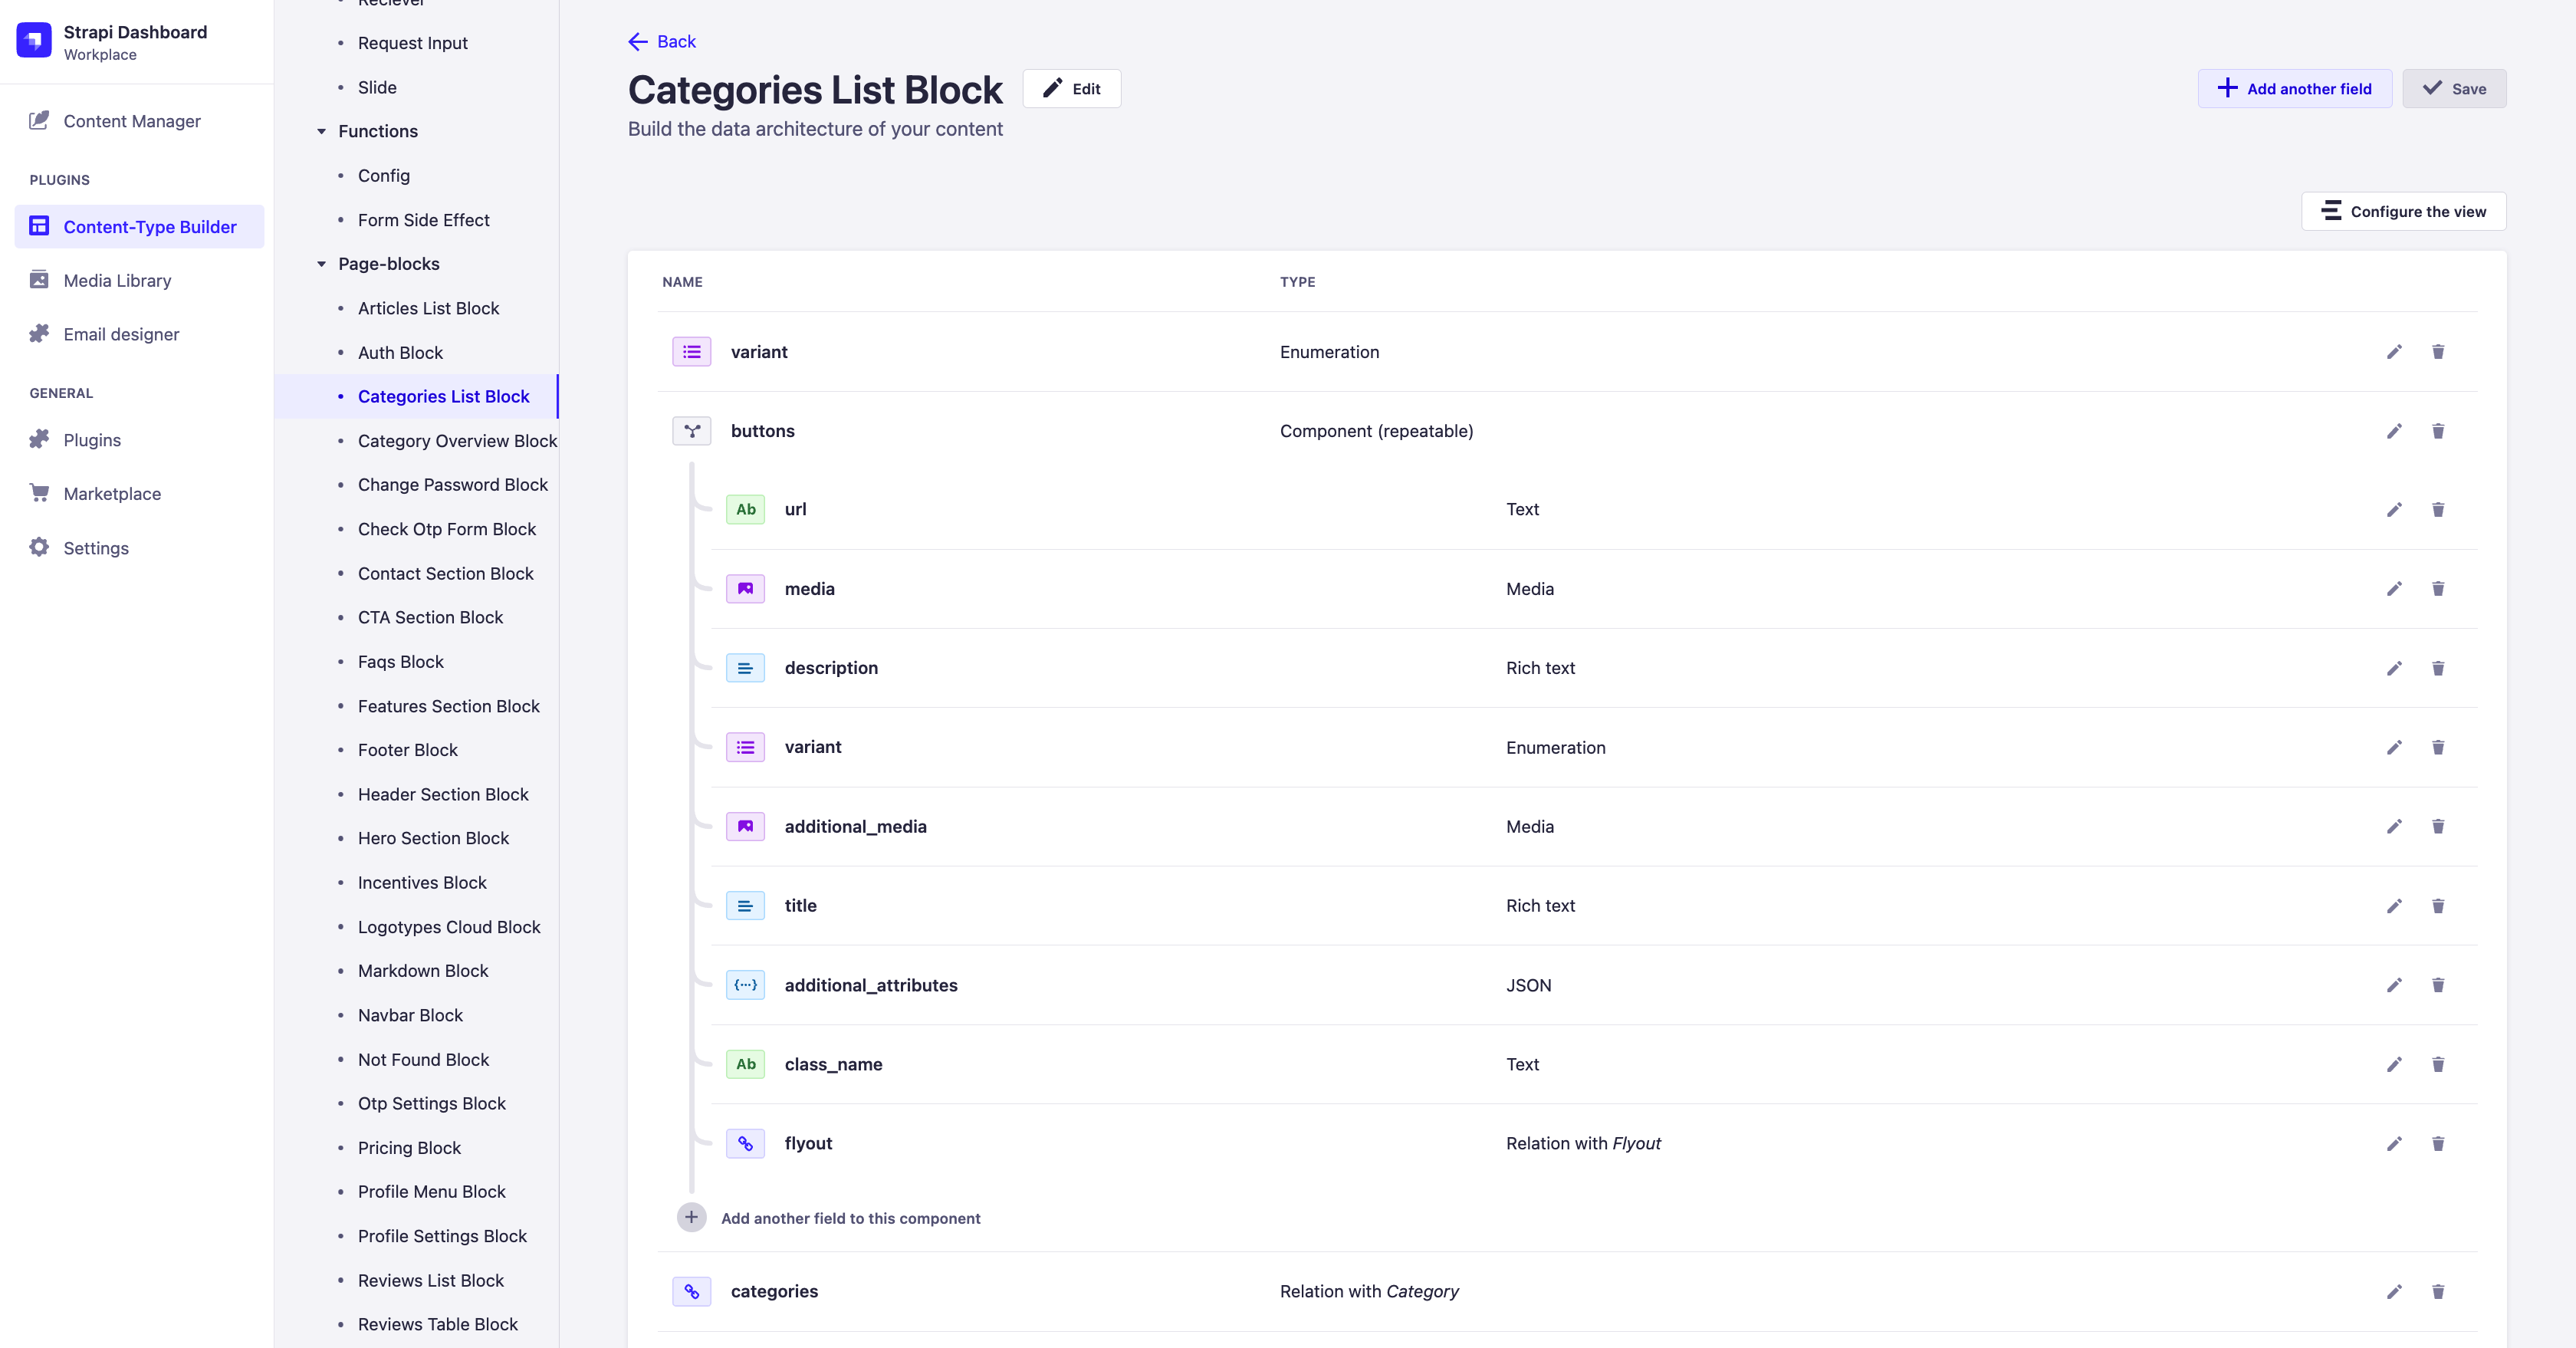 Strapi Dashboard
Workplace
Content Manager
PLUGINS
Content-Type Builder
Media Library
Email designer
GENERAL
Plugins
Marketplace
Settings
Reciever
Request Input
Slide
Functions
Config
Form Side Effect
Page-blocks
Articles List Block
Auth Block
Categories List Block
Category Overview Block
Change Password Block
Check Otp Form Block
Contact Section Block
CTA Section Block
Faqs Block
Features Section Block
Footer Block
Header Section Block
Hero Section Block
Incentives Block
Logotypes Cloud Block
Markdown Block
Navbar Block
Not Found Block
Otp Settings Block
Pricing Block
Profile Menu Block
Profile Settings Block
Reviews List Block
Reviews Table Block
Back
Categories List Block Edit
Build the data architecture of your content
Add another field Save
Configure the view
NAME TYPE
variant Enumeration
buttons Component (repeatable)
Ab url Text
media Media
description Rich text
variant Enumeration
additional_media Media
title Rich text
additional_attributes JSON
Ab class_name Text
flyout Relation with Flyout
Add another field to this component
categories Relation with Category